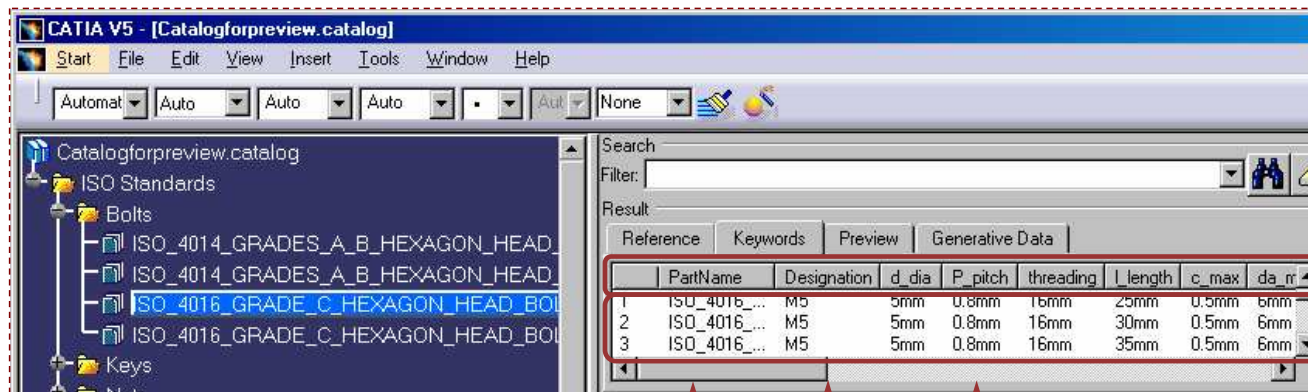 CATIA V5 - [Catalogforpreview.catalog]
Start File Edit View Insert Tools Window Help
Automat Auto Auto Auto Aut None
Catalogforpreview.catalog
ISO Standards
Bolts
ISO_4014_GRADES_A_B_HEXAGON_HEAD_
ISO_4014_GRADES_A_B_HEXAGON_HEAD_
ISO_4016_GRADE_C_HEXAGON_HEAD_BOL
ISO_4016_GRADE_C_HEXAGON_HEAD_BOL
Keys
Search
Filter:
Result
Reference Keywords Preview Generative Data
PartName Designation d_dia P_pitch threading l_length c_max da_m
1 ISO_4016_... M5 5mm 0.8mm 16mm 25mm 0.5mm 6mm
2 ISO_4016_... M5 5mm 0.8mm 16mm 30mm 0.5mm 6mm
3 ISO_4016_... M5 5mm 0.8mm 16mm 35mm 0.5mm 6mm